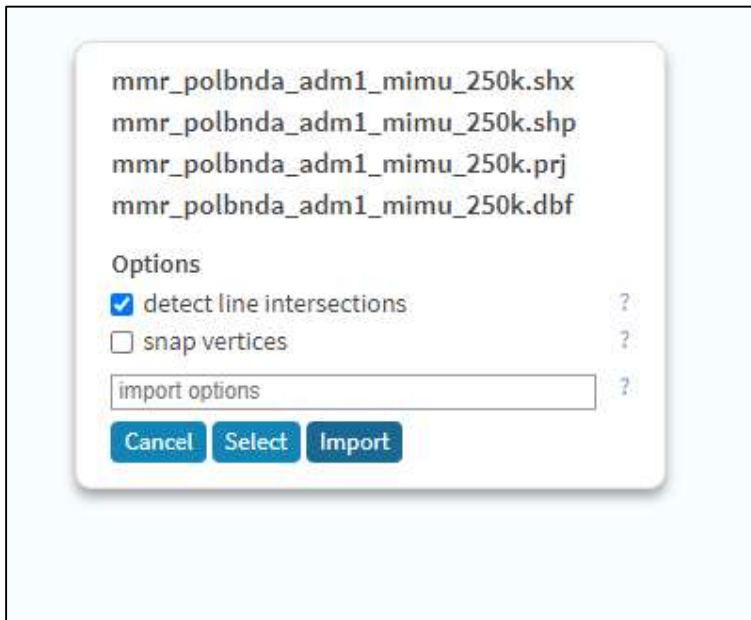 mmr_polbnda_adm1_mimu_250k.shx
mmr_polbnda_adm1_mimu_250k.shp
mmr_polbnda_adm1_mimu_250k.prj
mmr_polbnda_adm1_mimu_250k.dbf
Options
detect line intersections ?
snap vertices ?
import options ?
Cancel Select Import